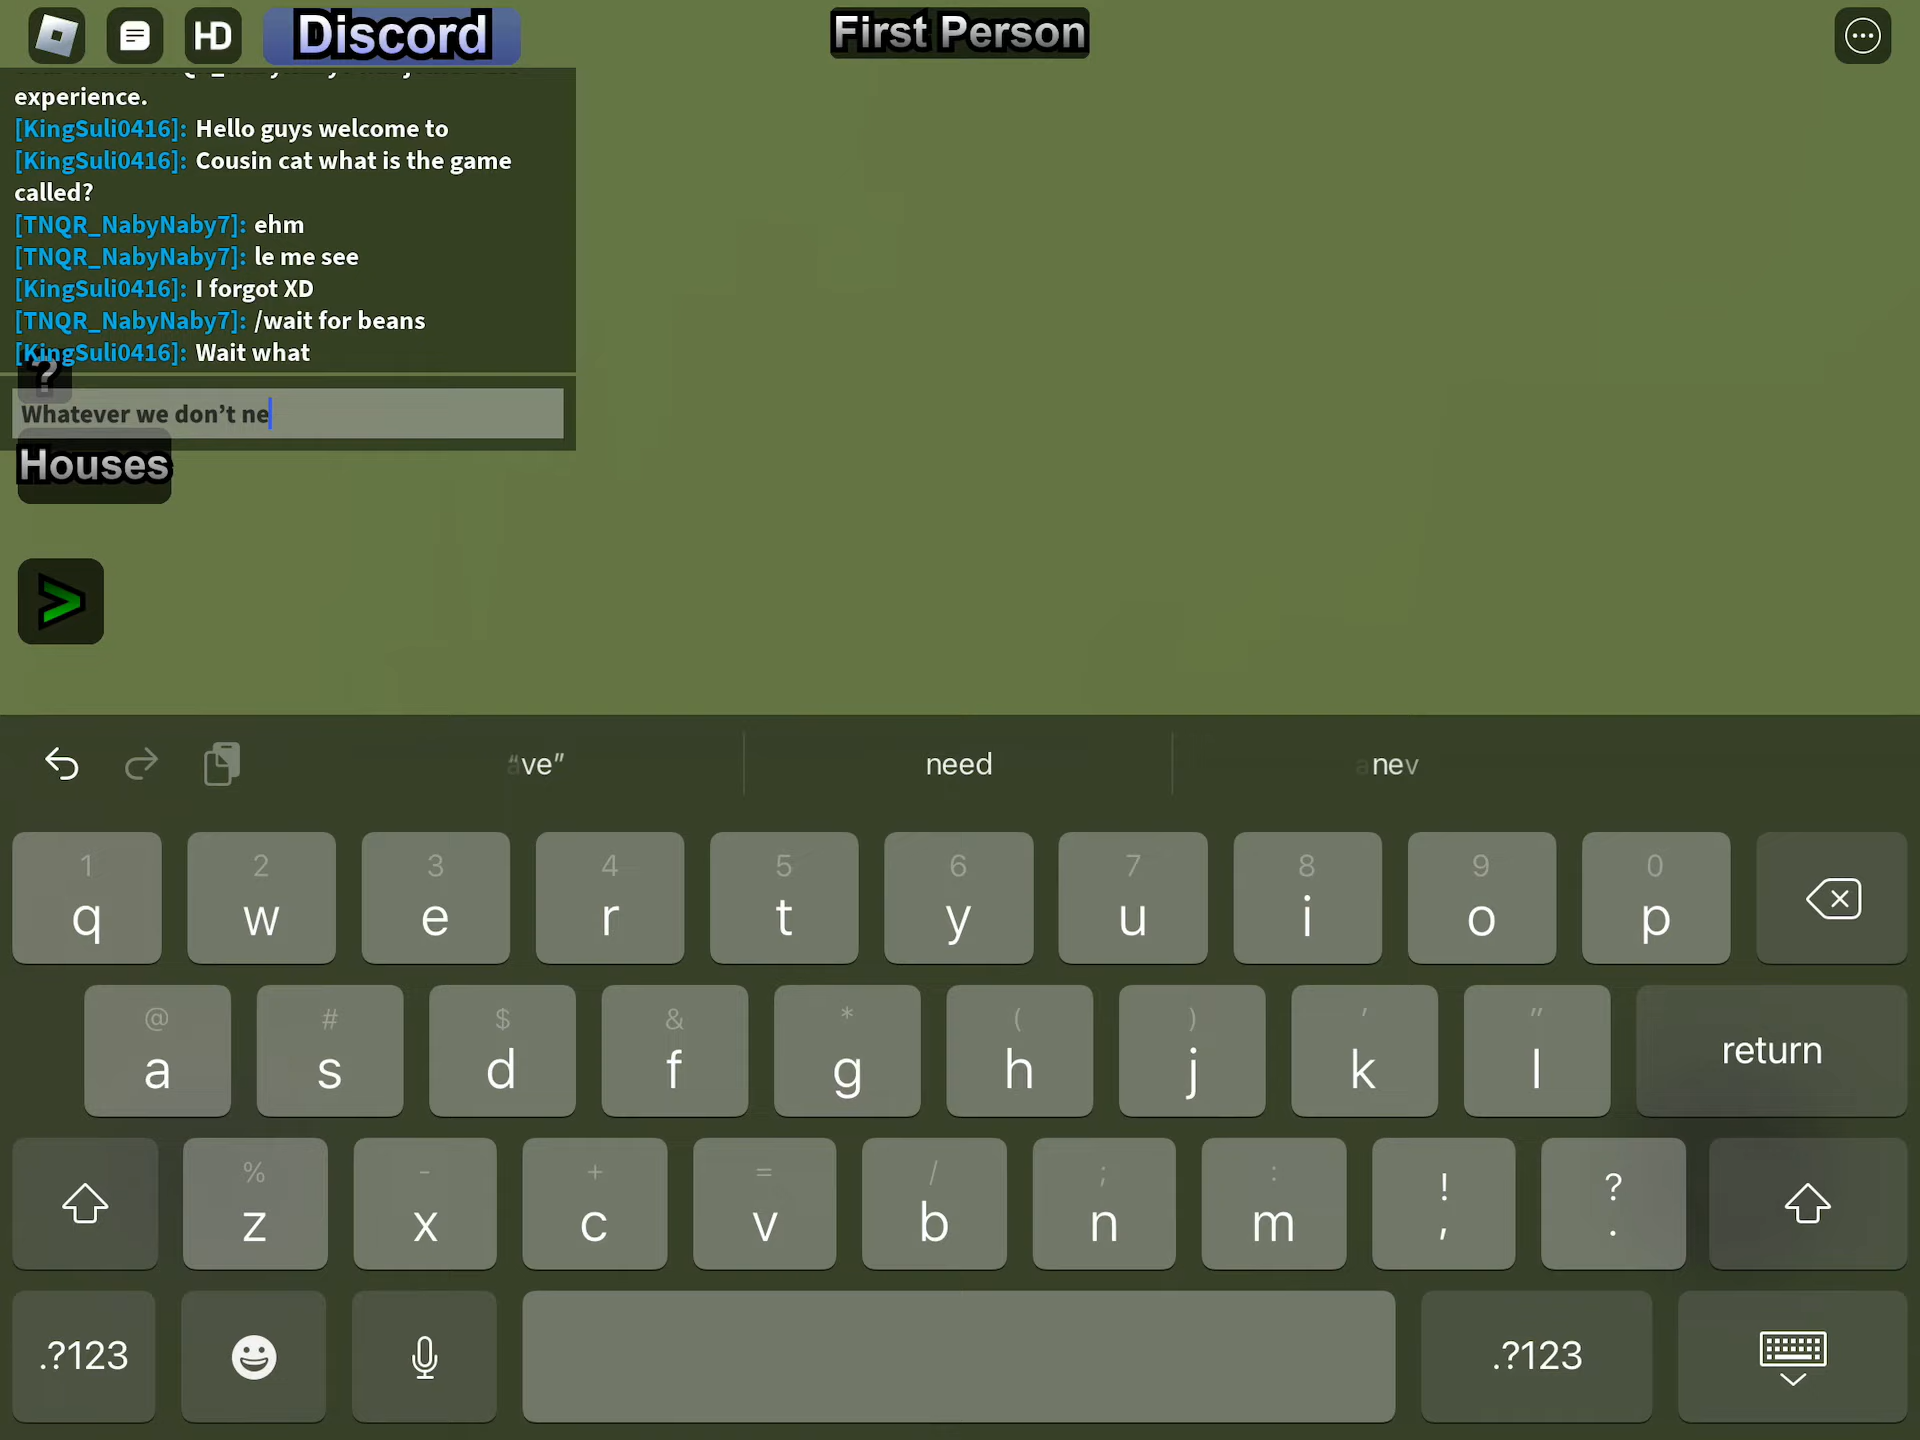 HD Discord First Person
experience.
[KingSuli0416]: Hello guys welcome to
[KingSuli0416]: Cousin cat what is the game
called?
[TNQR_NabyNaby7]: ehm
[TNQR_NabyNaby7]: le me see
[KingSuli0416]: I forgot XD
[TNQR_NabyNaby7]: /wait for beans
[KingSuli0416]: Wait what
?
Whatever we don’t ne
Houses
>
“ve” need nev
1 2 3 4 5 6 7 8 9 0
q w e r t y u i o p
@ # $ & * ( ) ' "
a s d f g h j k l return
% - + = / ; : ! ?
z x c v b n m , .
.?123 .?123